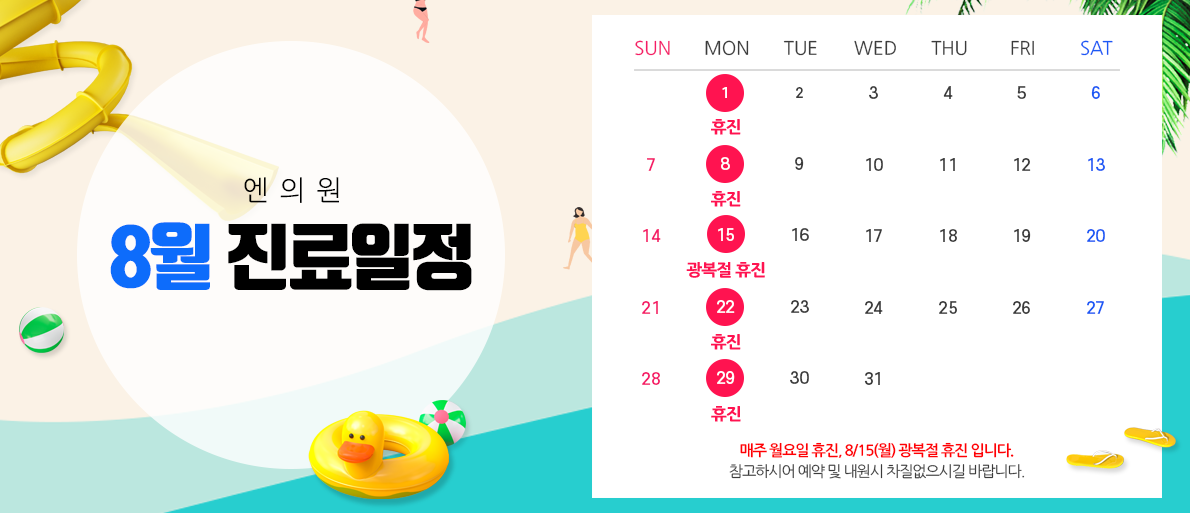 엔의원
8월 진료일정
SUN MON TUE WED THU FRI SAT
1 2 3 4 5 6
휴진
7 8 9 10 11 12 13
휴진
14 15 16 17 18 19 20
광복절 휴진
21 22 23 24 25 26 27
휴진
28 29 30 31
휴진
매주 월요일 휴진, 8/15(월) 광복절 휴진 입니다.
참고하시어 예약 및 내원시 차질없으시길 바랍니다.